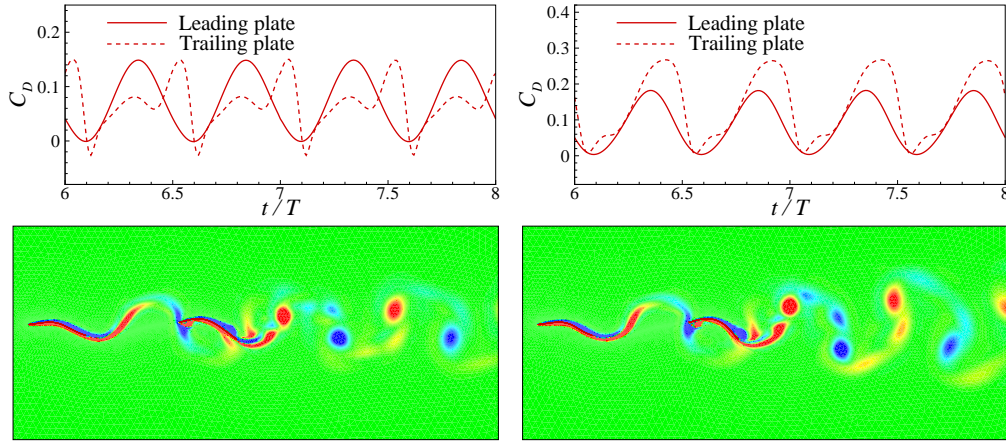 Leading plate
Trailing plate
C_D
0.2
0.1
0
6
6.5
7
7.5
8
t / T
Leading plate
Trailing plate
C_D
0.4
0.3
0.2
0.1
0
6
6.5
7
7.5
8
t / T